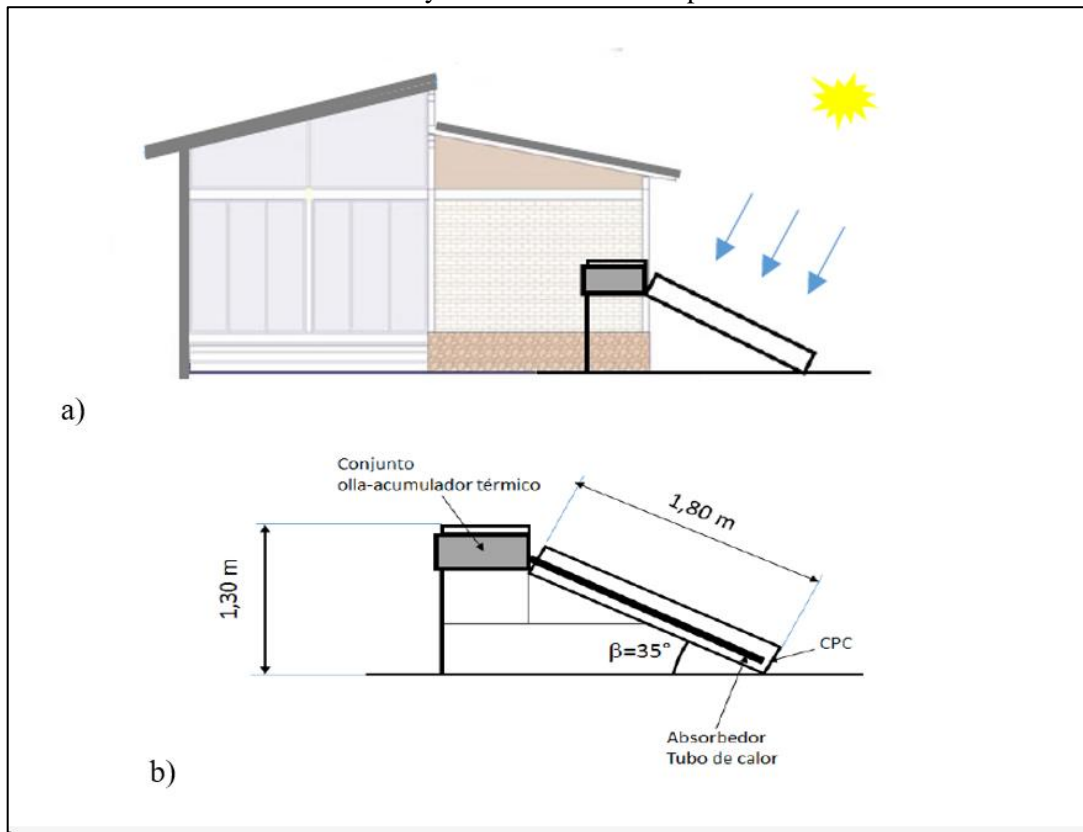 a)
Conjunto
olla-acumulador térmico
1,80 m
1,30 m
β=35°
CPC
Absorbedor
Tubo de calor
b)